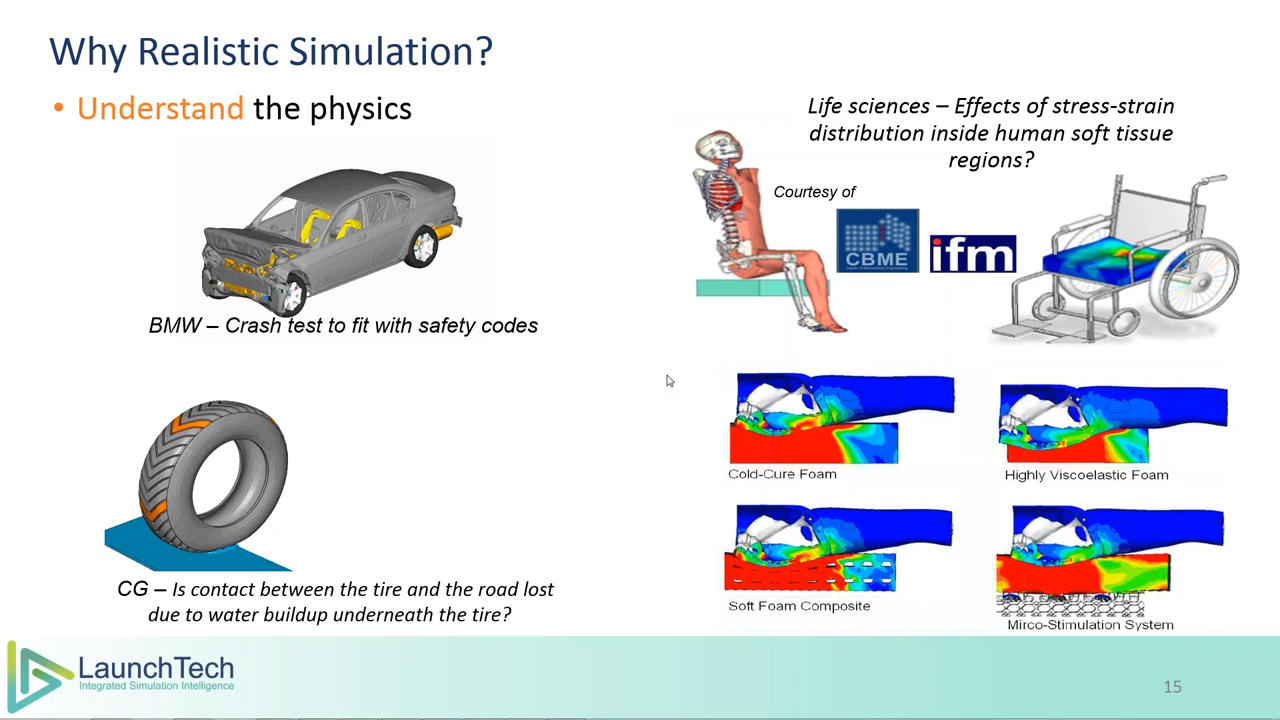 Why Realistic Simulation?
• Understand the physics
BMW – Crash test to fit with safety codes
CG – Is contact between the tire and the road lost
due to water buildup underneath the tire?
Life sciences – Effects of stress-strain
distribution inside human soft tissue
regions?
Courtesy of
CBME
ifm
Cold-Cure Foam
Highly Viscoelastic Foam
Soft Foam Composite
Mirco-Stimulation System
LaunchTech
Integrated Simulation Intelligence
15